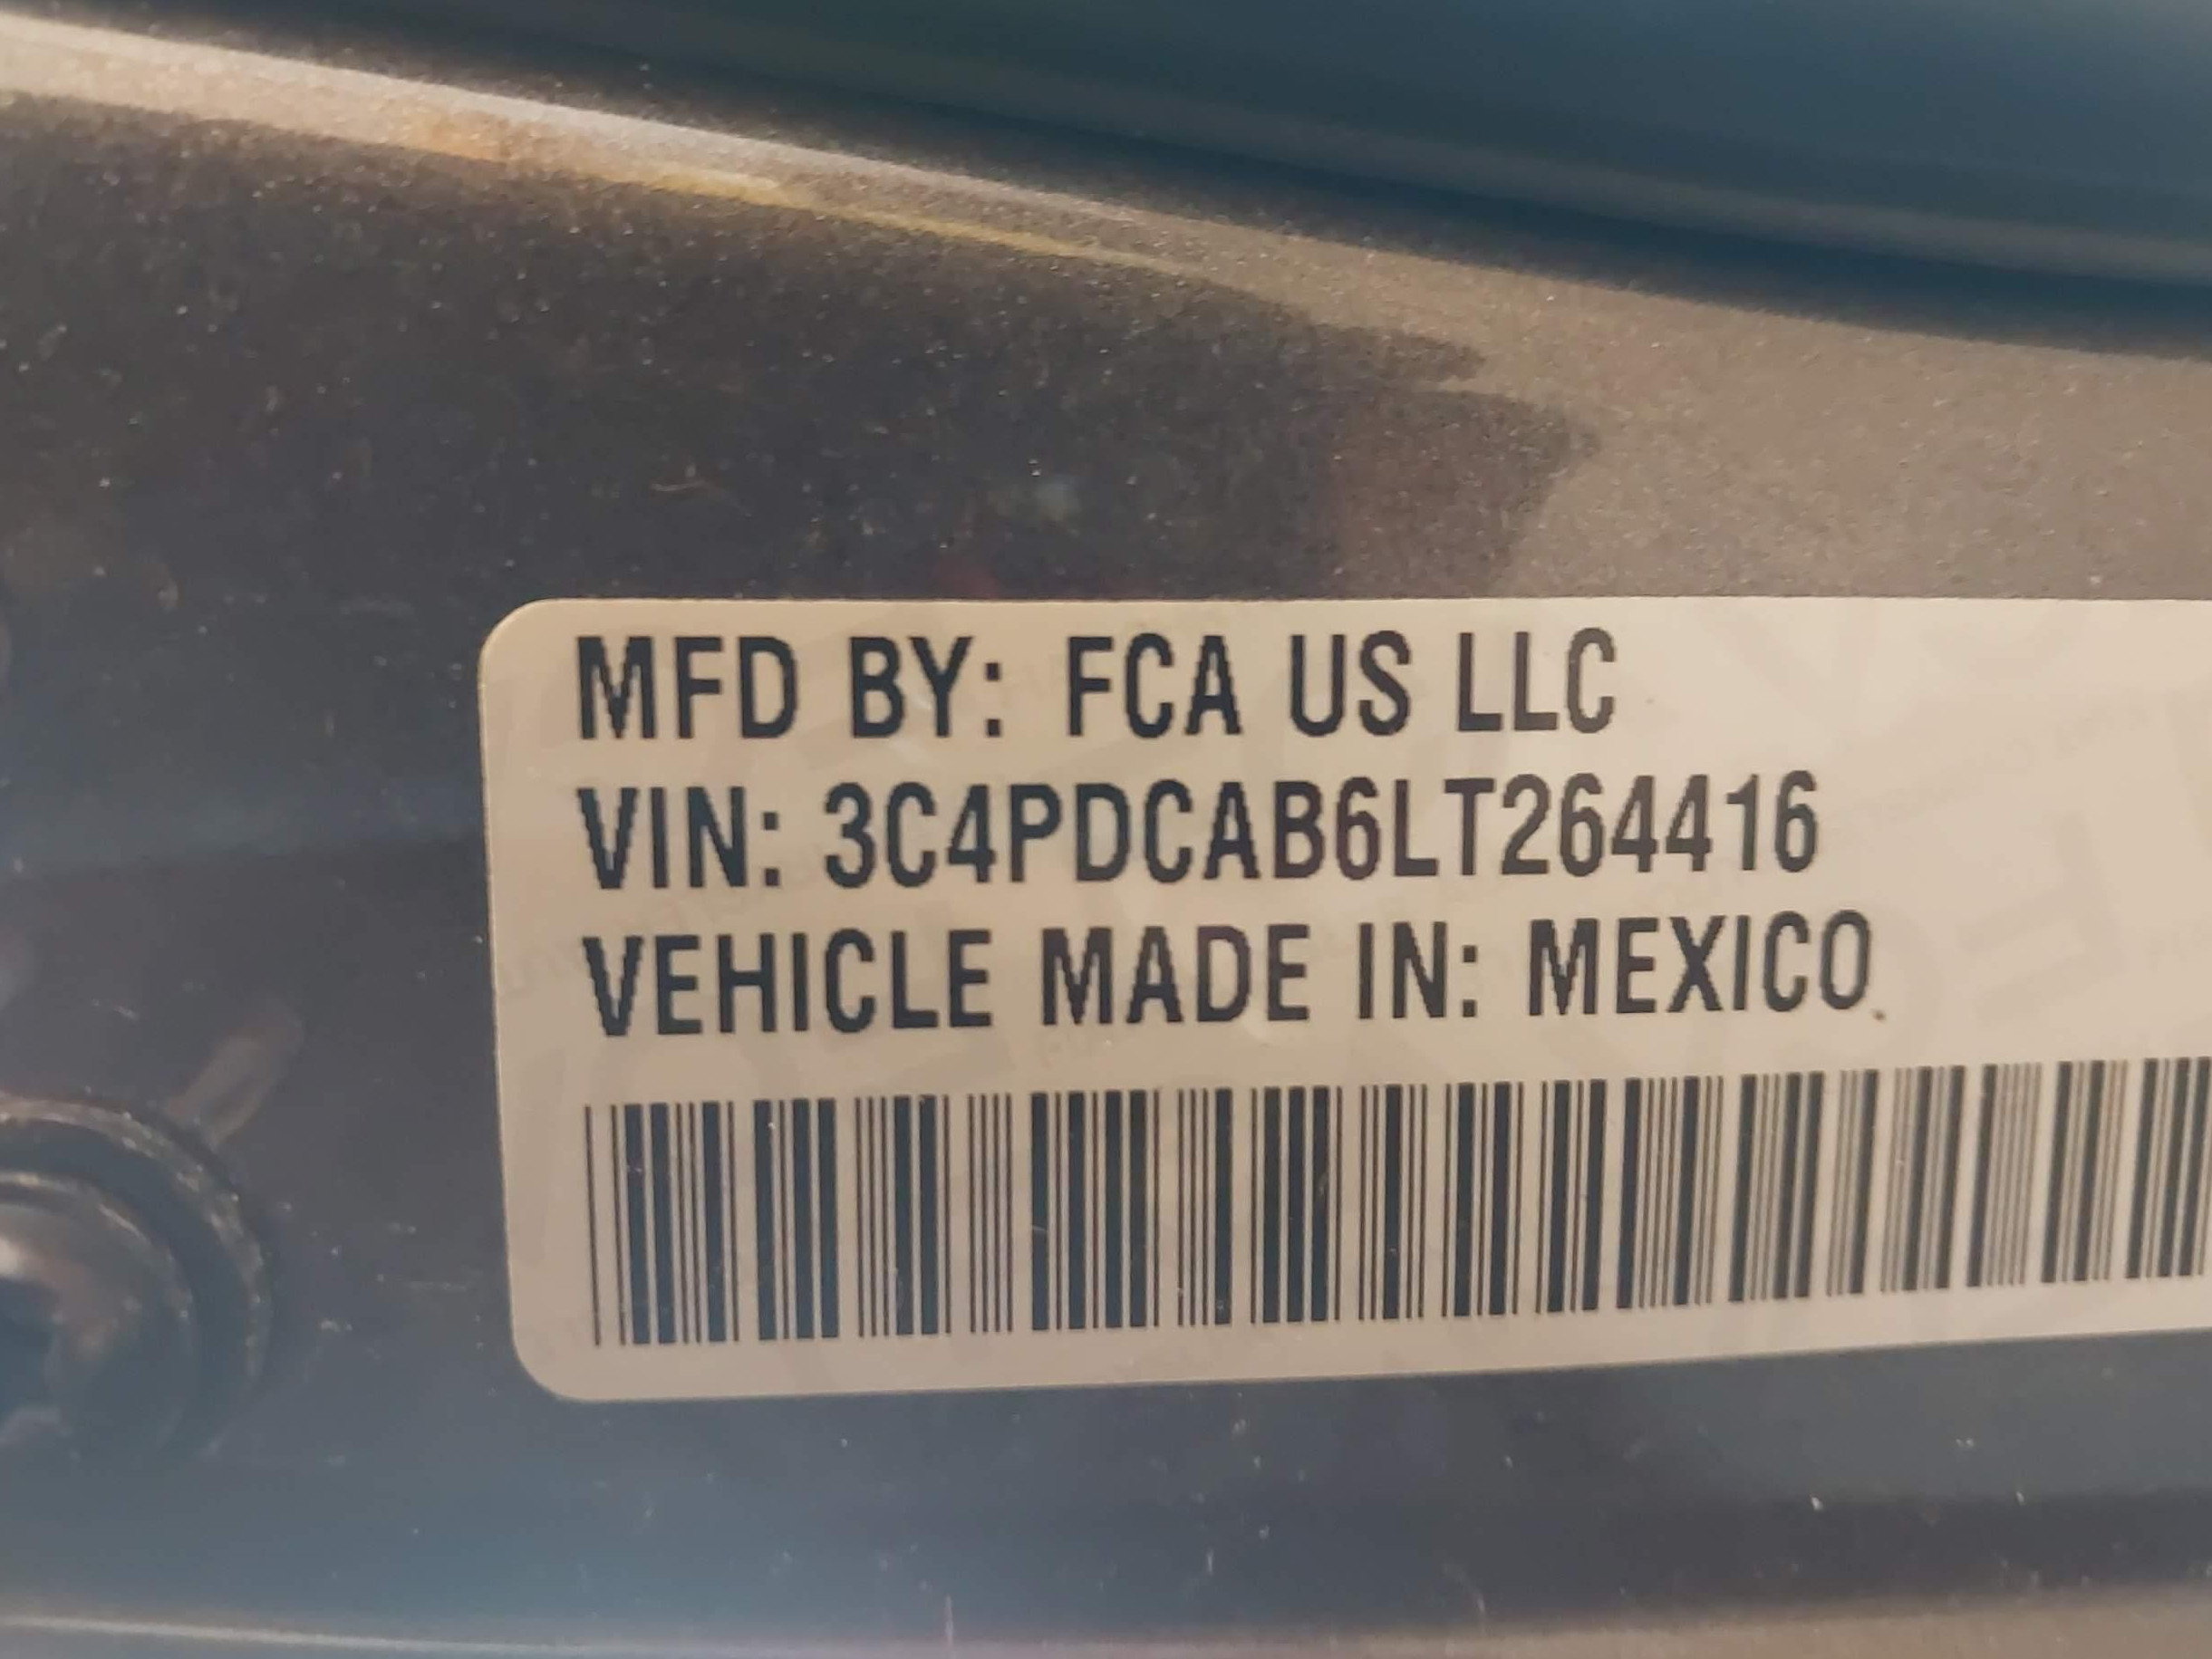 MFD BY: FCA US LLC
VIN: 3C4PDCAB6LT264416
VEHICLE MADE IN: MEXICO